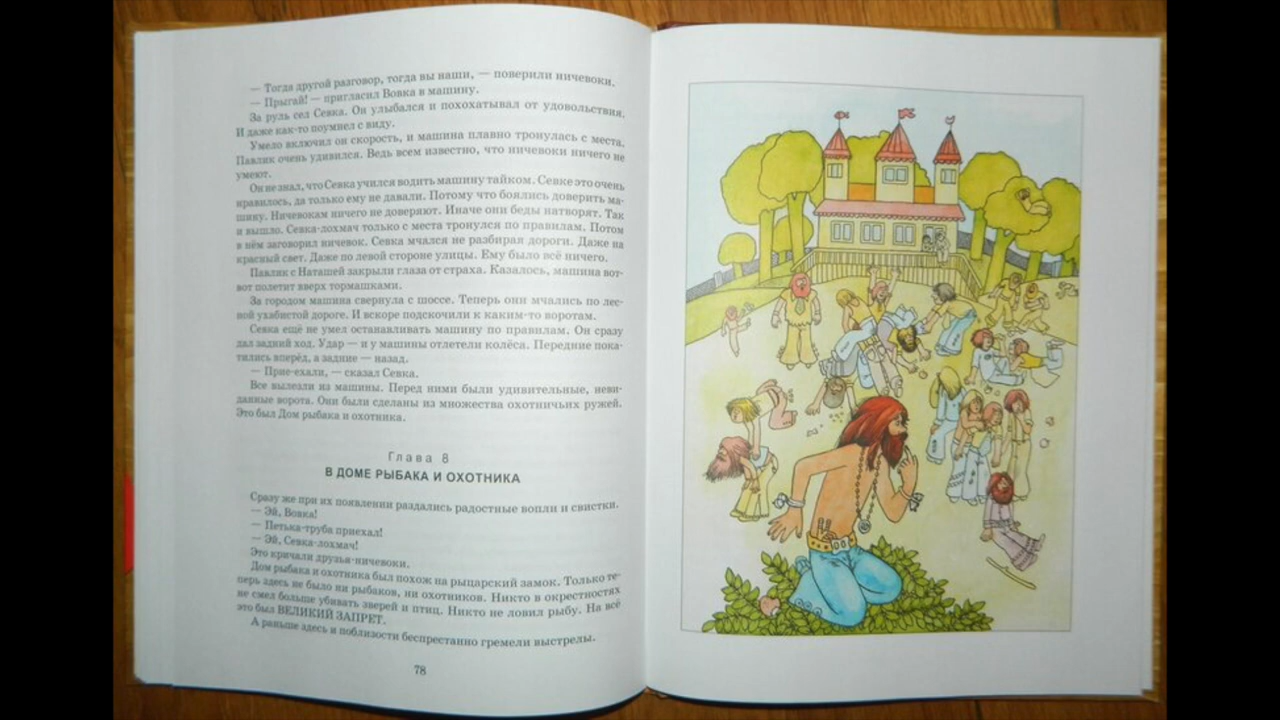 — Тогда другой разговор, тогда вы наши, — поверили ничевоки.
— Прыгай! — пригласил Вовка в машину.
За руль сел Севка. Он улыбался и похохатывал от удовольствия.
И даже как-то поумнел с виду.
Умело включил он скорость, и машина плавно тронулась с места.
Павлик очень удивился. Ведь всем известно, что ничевоки ничего не
умеют.
Он не знал, что Севка учился водить машину тайком. Севке это очень
нравилось, да только ему не давали. Потому что боялись доверить ма-
шину. Ничевокам ничего не доверяют. Иначе они беды натворят. Так
и вышло. Севка-лохмач только с места тронулся по правилам. Потом
в нём заговорил ничевок. Севка мчался не разбирая дороги. Даже на
красный свет. Даже по левой стороне улицы. Ему было всё ничего.
Павлик с Наташей закрыли глаза от страха. Казалось, машина вот-
вот полетит вверх тормашками.
За городом машина свернула с шоссе. Теперь они мчались по лес-
ной ухабистой дороге. И вскоре подскочили к каким-то воротам.
Севка ещё не умел останавливать машину по правилам. Он сразу
дал задний ход. Удар — и у машины отлетели колёса. Передние пока-
тились вперёд, а задние — назад.
— Прие-ехали, — сказал Севка.
Все вылезли из машины. Перед ними были удивительные, неви-
данные ворота. Они были сделаны из множества охотничьих ружей.
Это был Дом рыбака и охотника.
Глава 8
В ДОМЕ РЫБАКА И ОХОТНИКА
Сразу же при их появлении раздались радостные вопли и свистки.
— Эй, Вовка!
— Петька-труба приехал!
— Эй, Севка-лохмач!
Это кричали друзья-ничевоки.
Дом рыбака и охотника был похож на рыцарский замок. Только те-
перь здесь не было ни рыбаков, ни охотников. Никто в окрестностях
не смел больше убивать зверей и птиц. Никто не ловил рыбу. На всё
это был ВЕЛИКИЙ ЗАПРЕТ.
А раньше здесь и поблизости беспрестанно гремели выстрелы.
78